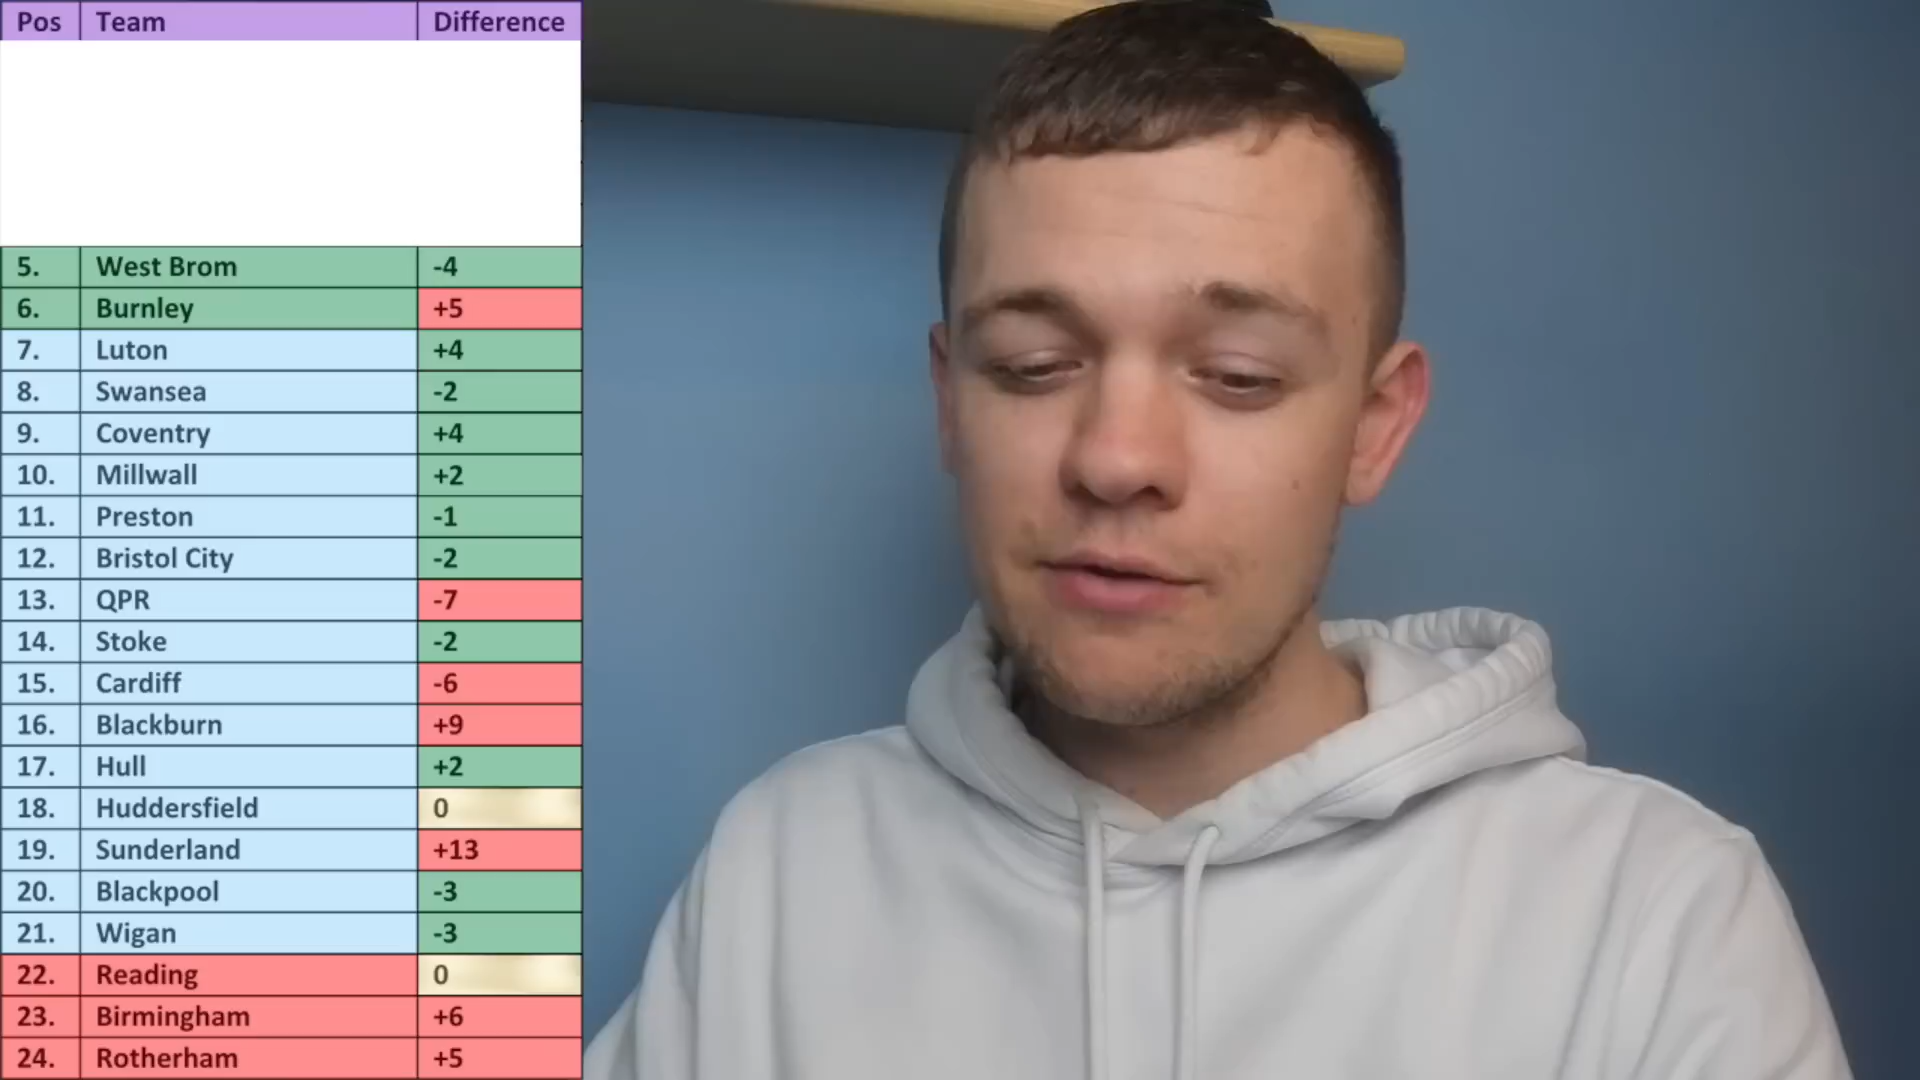 Pos Team Difference
5. West Brom -4
6. Burnley +5
7. Luton +4
8. Swansea -2
9. Coventry +4
10. Millwall +2
11. Preston -1
12. Bristol City -2
13. QPR -7
14. Stoke -2
15. Cardiff -6
16. Blackburn +9
17. Hull +2
18. Huddersfield 0
19. Sunderland +13
20. Blackpool -3
21. Wigan -3
22. Reading 0
23. Birmingham +6
24. Rotherham +5